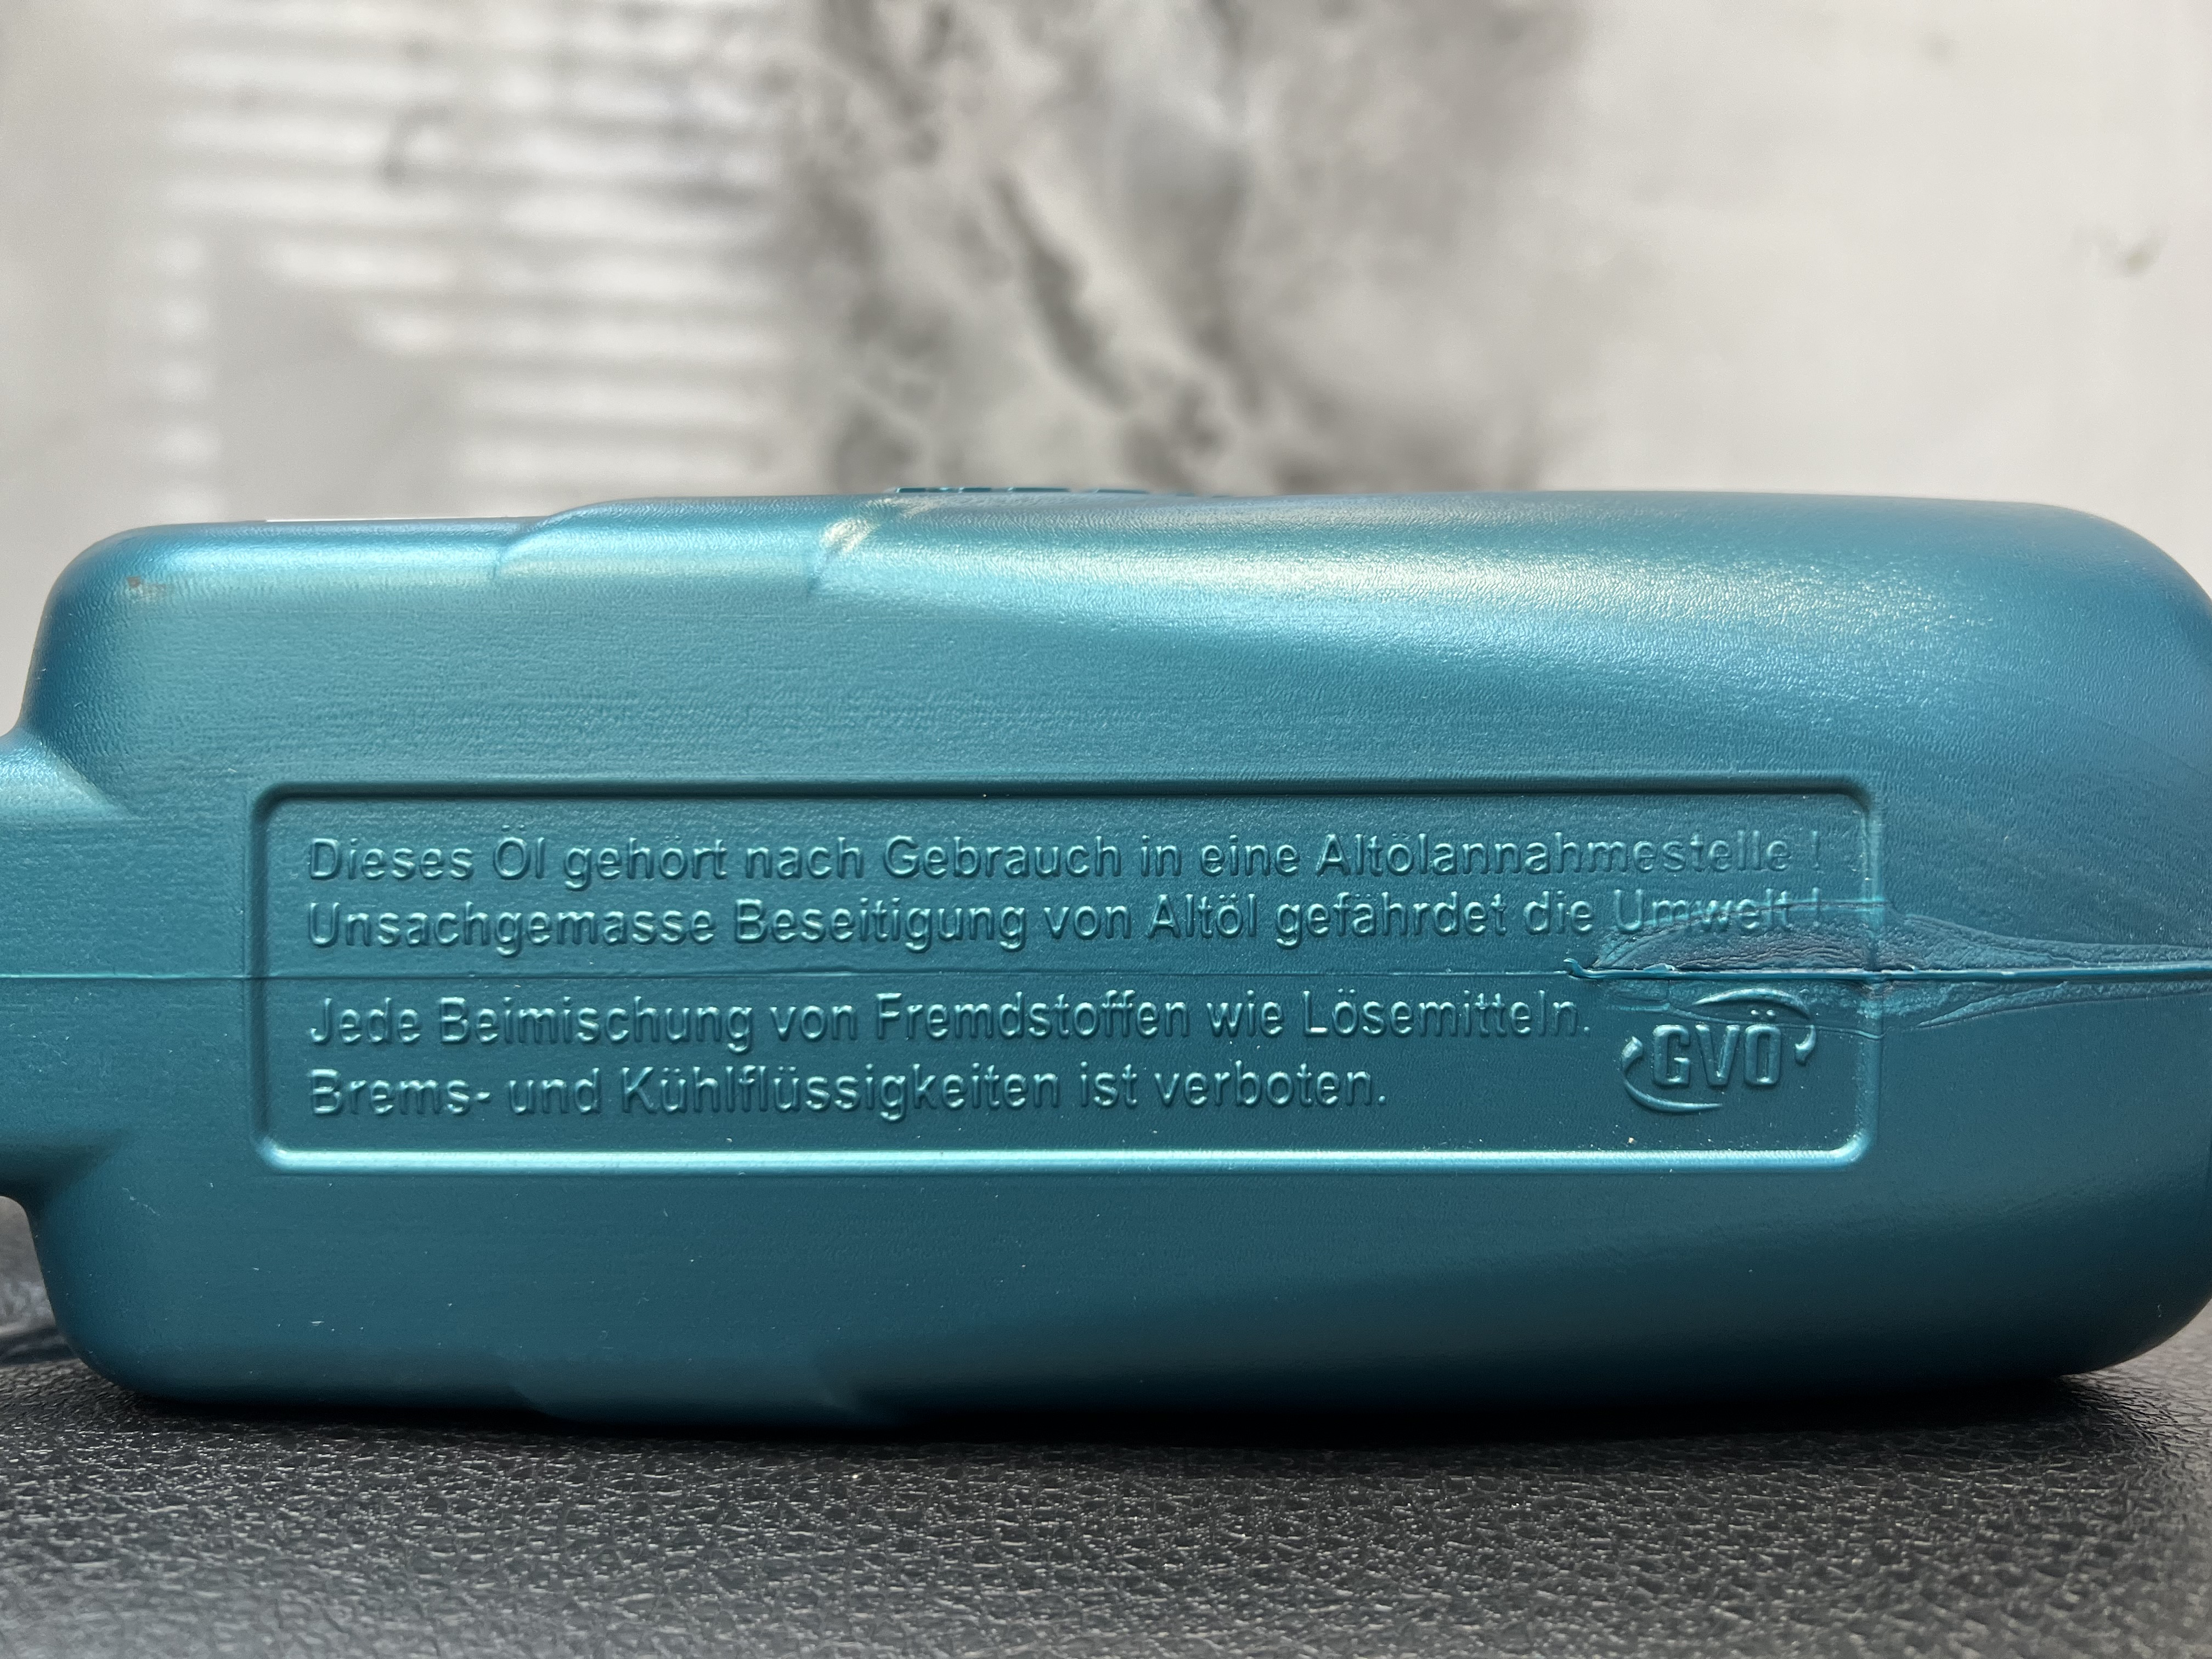 Dieses Öl gehört nach Gebrauch in eine Altölannahmestelle !
Unsachgemasse Beseitigung von Altöl gefährdet die Umwelt !
Jede Beimischung von Fremdstoffen wie Lösemitteln.
Brems- und Kühlflüssigkeiten ist verboten.
GVÖ